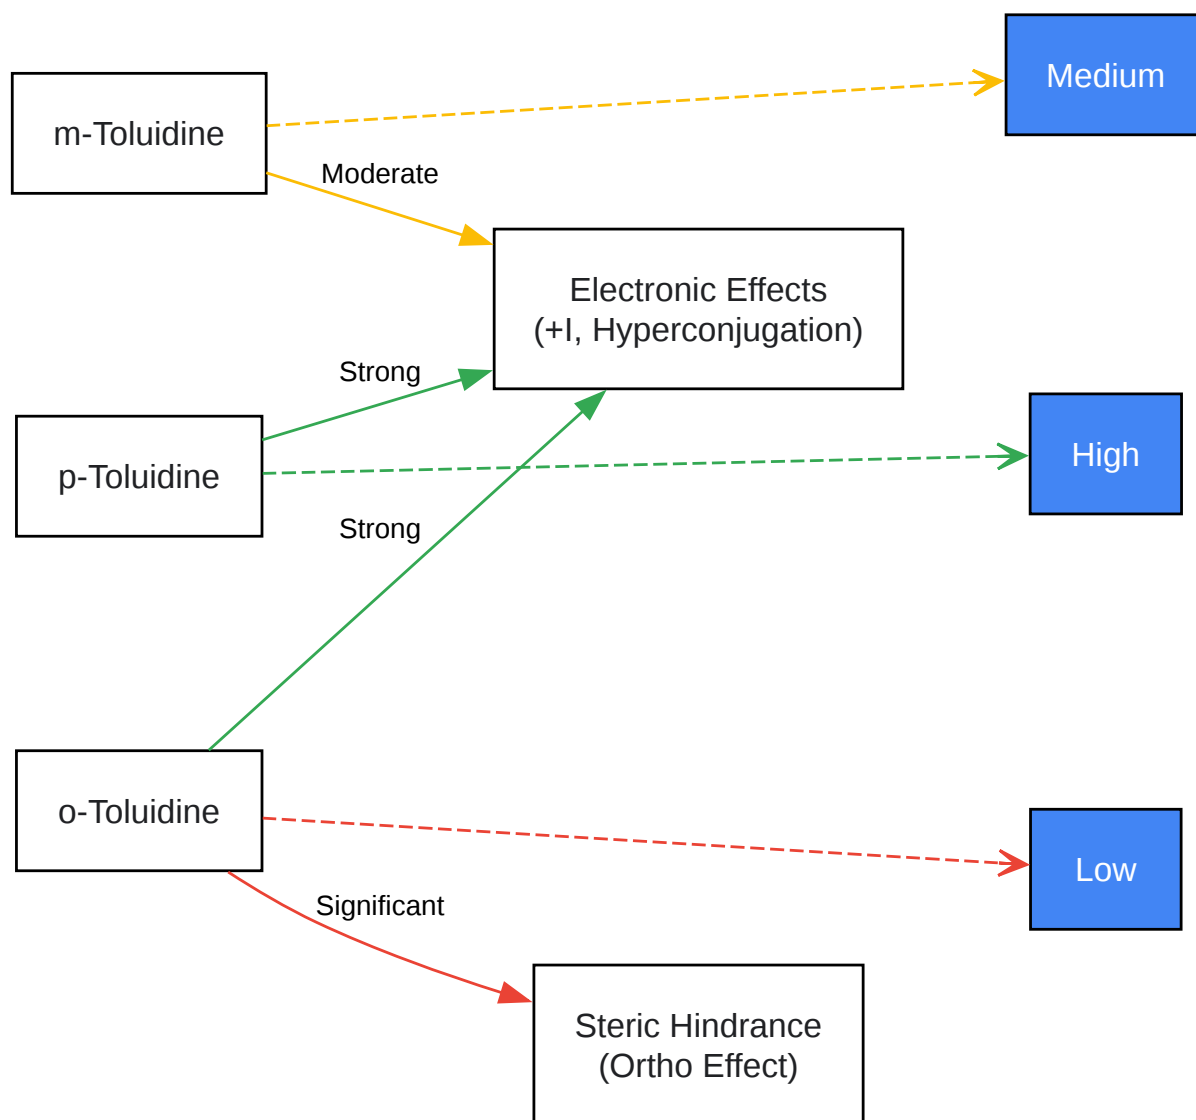 Medium
m-Toluidine
Moderate
Electronic Effects
(+I, Hyperconjugation)
Strong
High
p-Toluidine
Strong
o-Toluidine
Low
Significant
Steric Hindrance
(Ortho Effect)